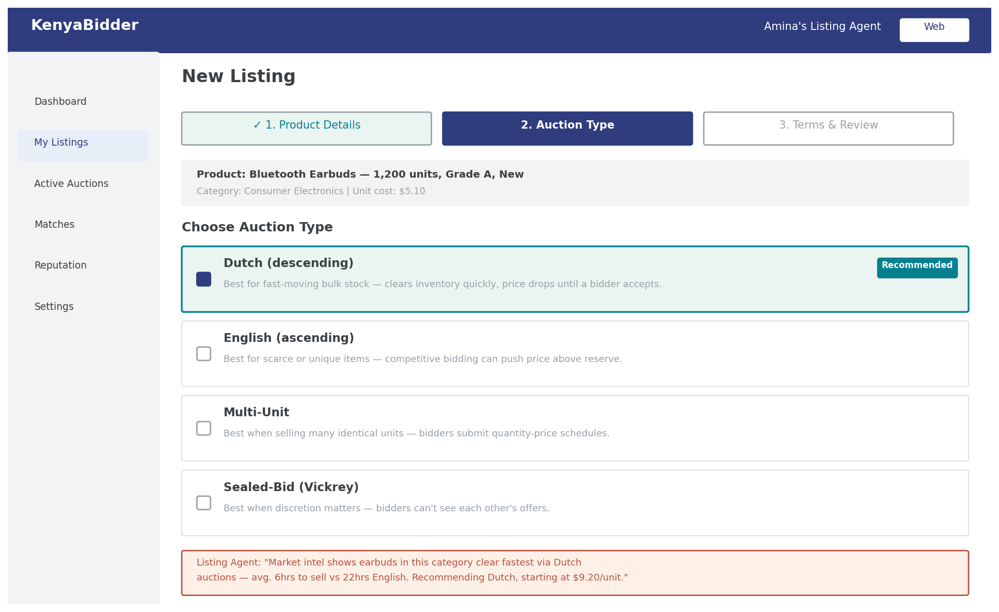 KenyaBidder
Amina's Listing Agent
Web
Dashboard
My Listings
Active Auctions
Matches
Reputation
Settings
New Listing
✓ 1. Product Details
2. Auction Type
3. Terms & Review
Product: Bluetooth Earbuds — 1,200 units, Grade A, New
Category: Consumer Electronics | Unit cost: $5.10
Choose Auction Type
Dutch (descending)
Recommended
Best for fast-moving bulk stock — clears inventory quickly, price drops until a bidder accepts.
English (ascending)
Best for scarce or unique items — competitive bidding can push price above reserve.
Multi-Unit
Best when selling many identical units — bidders submit quantity-price schedules.
Sealed-Bid (Vickrey)
Best when discretion matters — bidders can't see each other's offers.
Listing Agent: "Market intel shows earbuds in this category clear fastest via Dutch
auctions — avg. 6hrs to sell vs 22hrs English. Recommending Dutch, starting at $9.20/unit."